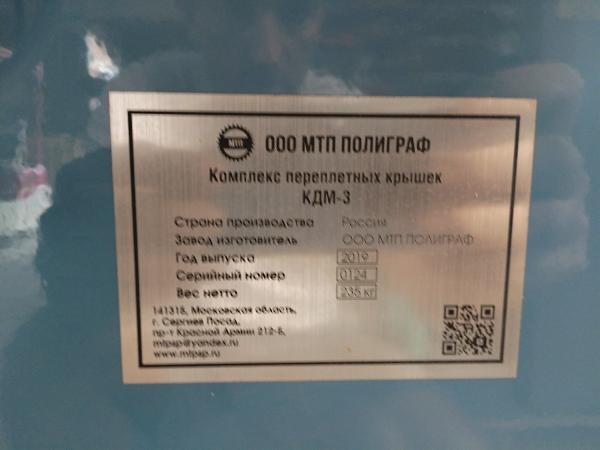 МТП ООО МТП ПОЛИГРАФ
Комплекс переплетных крышек
КДМ-3
Страна производства Россия
Завод изготовитель ООО МТП ПОЛИГРАФ
Год выпуска 2019
Серийный номер 0124
Вес нетто 235 кг
141315, Московская область,
г. Сергиев Посад,
пр-т Красной Армии 212-Б,
mtpsp@yandex.ru
www.mtpsp.ru